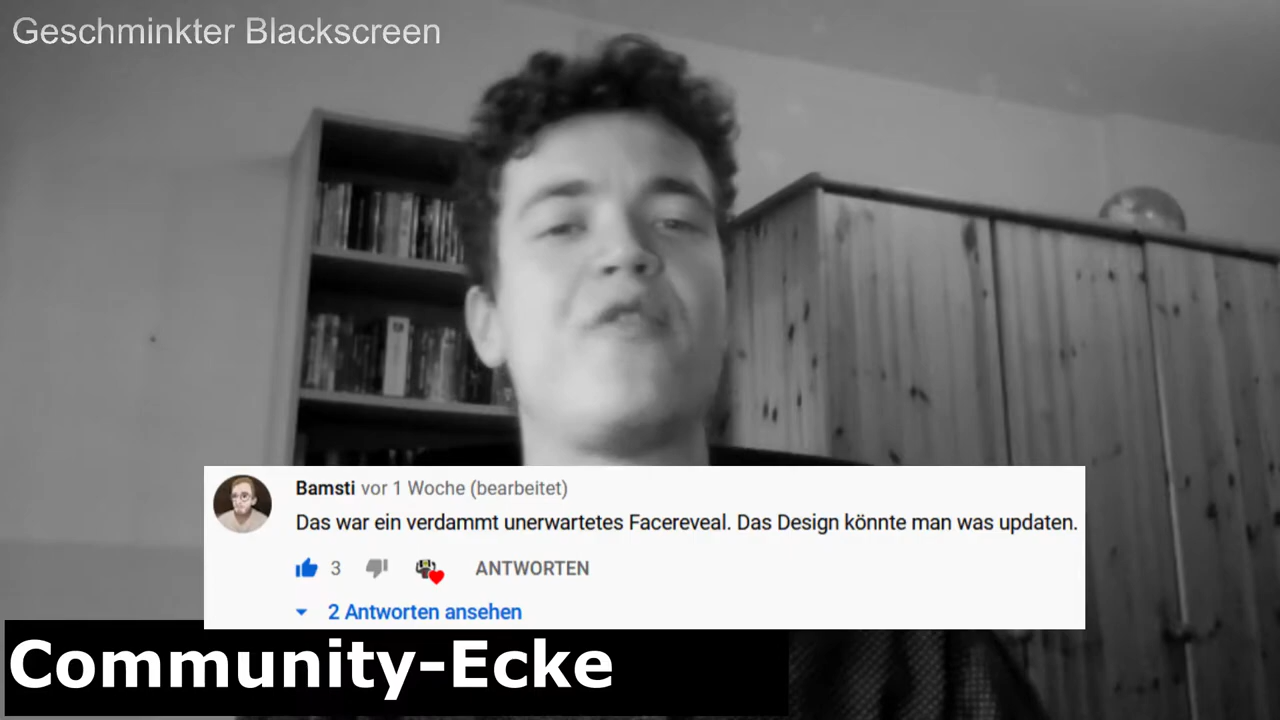 Geschminkter Blackscreen
Bamsti vor 1 Woche (bearbeitet)
Das war ein verdammt unerwartetes Facereveal. Das Design könnte man was updaten.
3 ANTWORTEN
2 Antworten ansehen
Community-Ecke